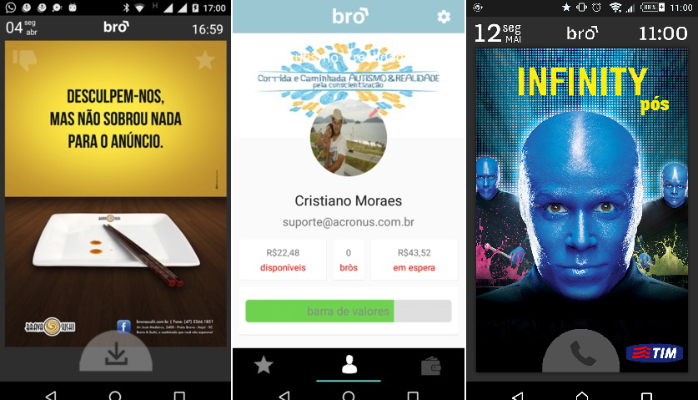 17:00
04 seg
abr
bro
16:59
DESCULPEM-NOS,
MAS NÃO SOBROU NADA
PARA O ANÚNCIO.
bro
Corrida e Caminhada AUTISMO & REALIDADE
pela conscientização
Cristiano Moraes
suporte@acronus.com.br
R$22,48
disponíveis
0
brôs
R$43,52
em espera
barra de valores
11:00
12 seg
MAI
bro
11:00
INFINITY
pós
TIM